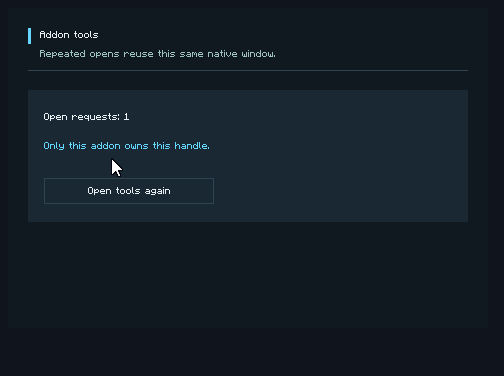 Addon tools
Repeated opens reuse this same native window.
Open requests: 1
Only this addon owns this handle.
Open tools again